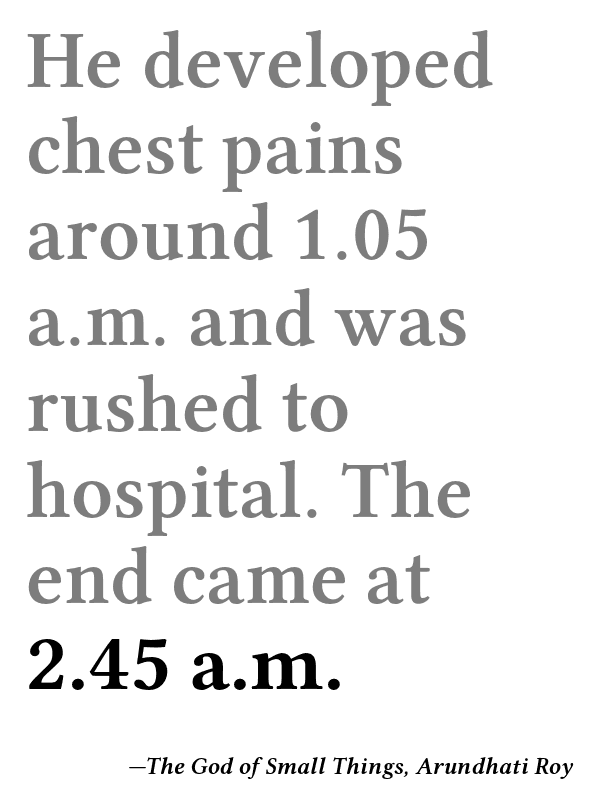 He developed
chest pains
around 1.05
a.m. and was
rushed to
hospital. The
end came at
2.45 a.m.
—The God of Small Things, Arundhati Roy